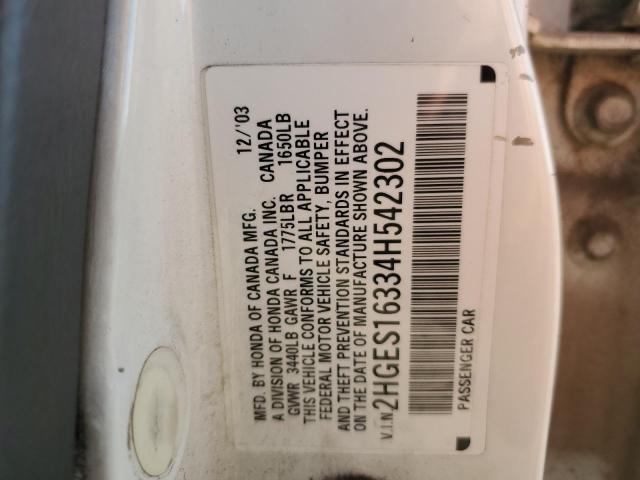 MFD. BY HONDA OF CANADA MFG. 12/'03
A DIVISION OF HONDA CANADA INC. CANADA
GVWR 3440LB GAWR F 1775LBR 1650LB
THIS VEHICLE CONFORMS TO ALL APPLICABLE
FEDERAL MOTOR VEHICLE SAFETY, BUMPER
AND THEFT PREVENTION STANDARDS IN EFFECT
ON THE DATE OF MANUFACTURE SHOWN ABOVE.
V.I.N 2HGES16334H542302
PASSENGER CAR